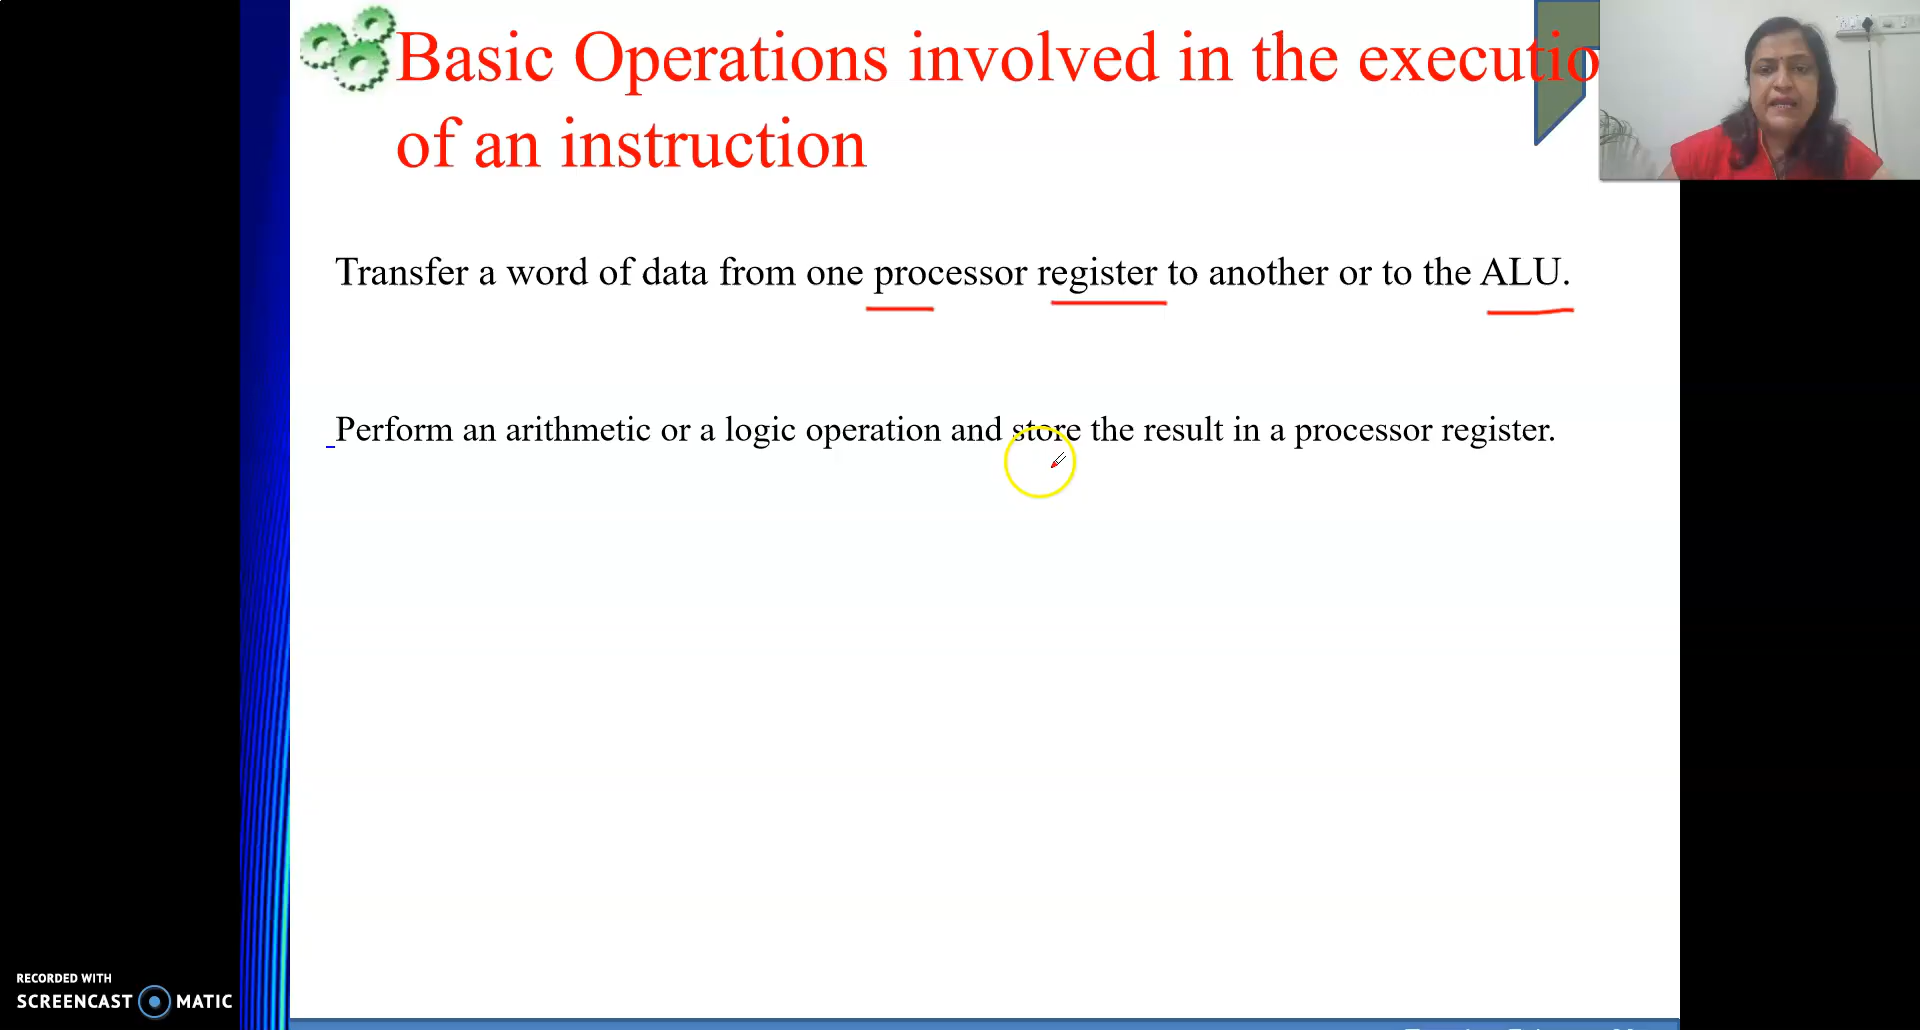 Basic Operations involved in the executio
of an instruction
Transfer a word of data from one processor register to another or to the ALU.
Perform an arithmetic or a logic operation and store the result in a processor register.
RECORDED WITH
SCREENCAST MATIC